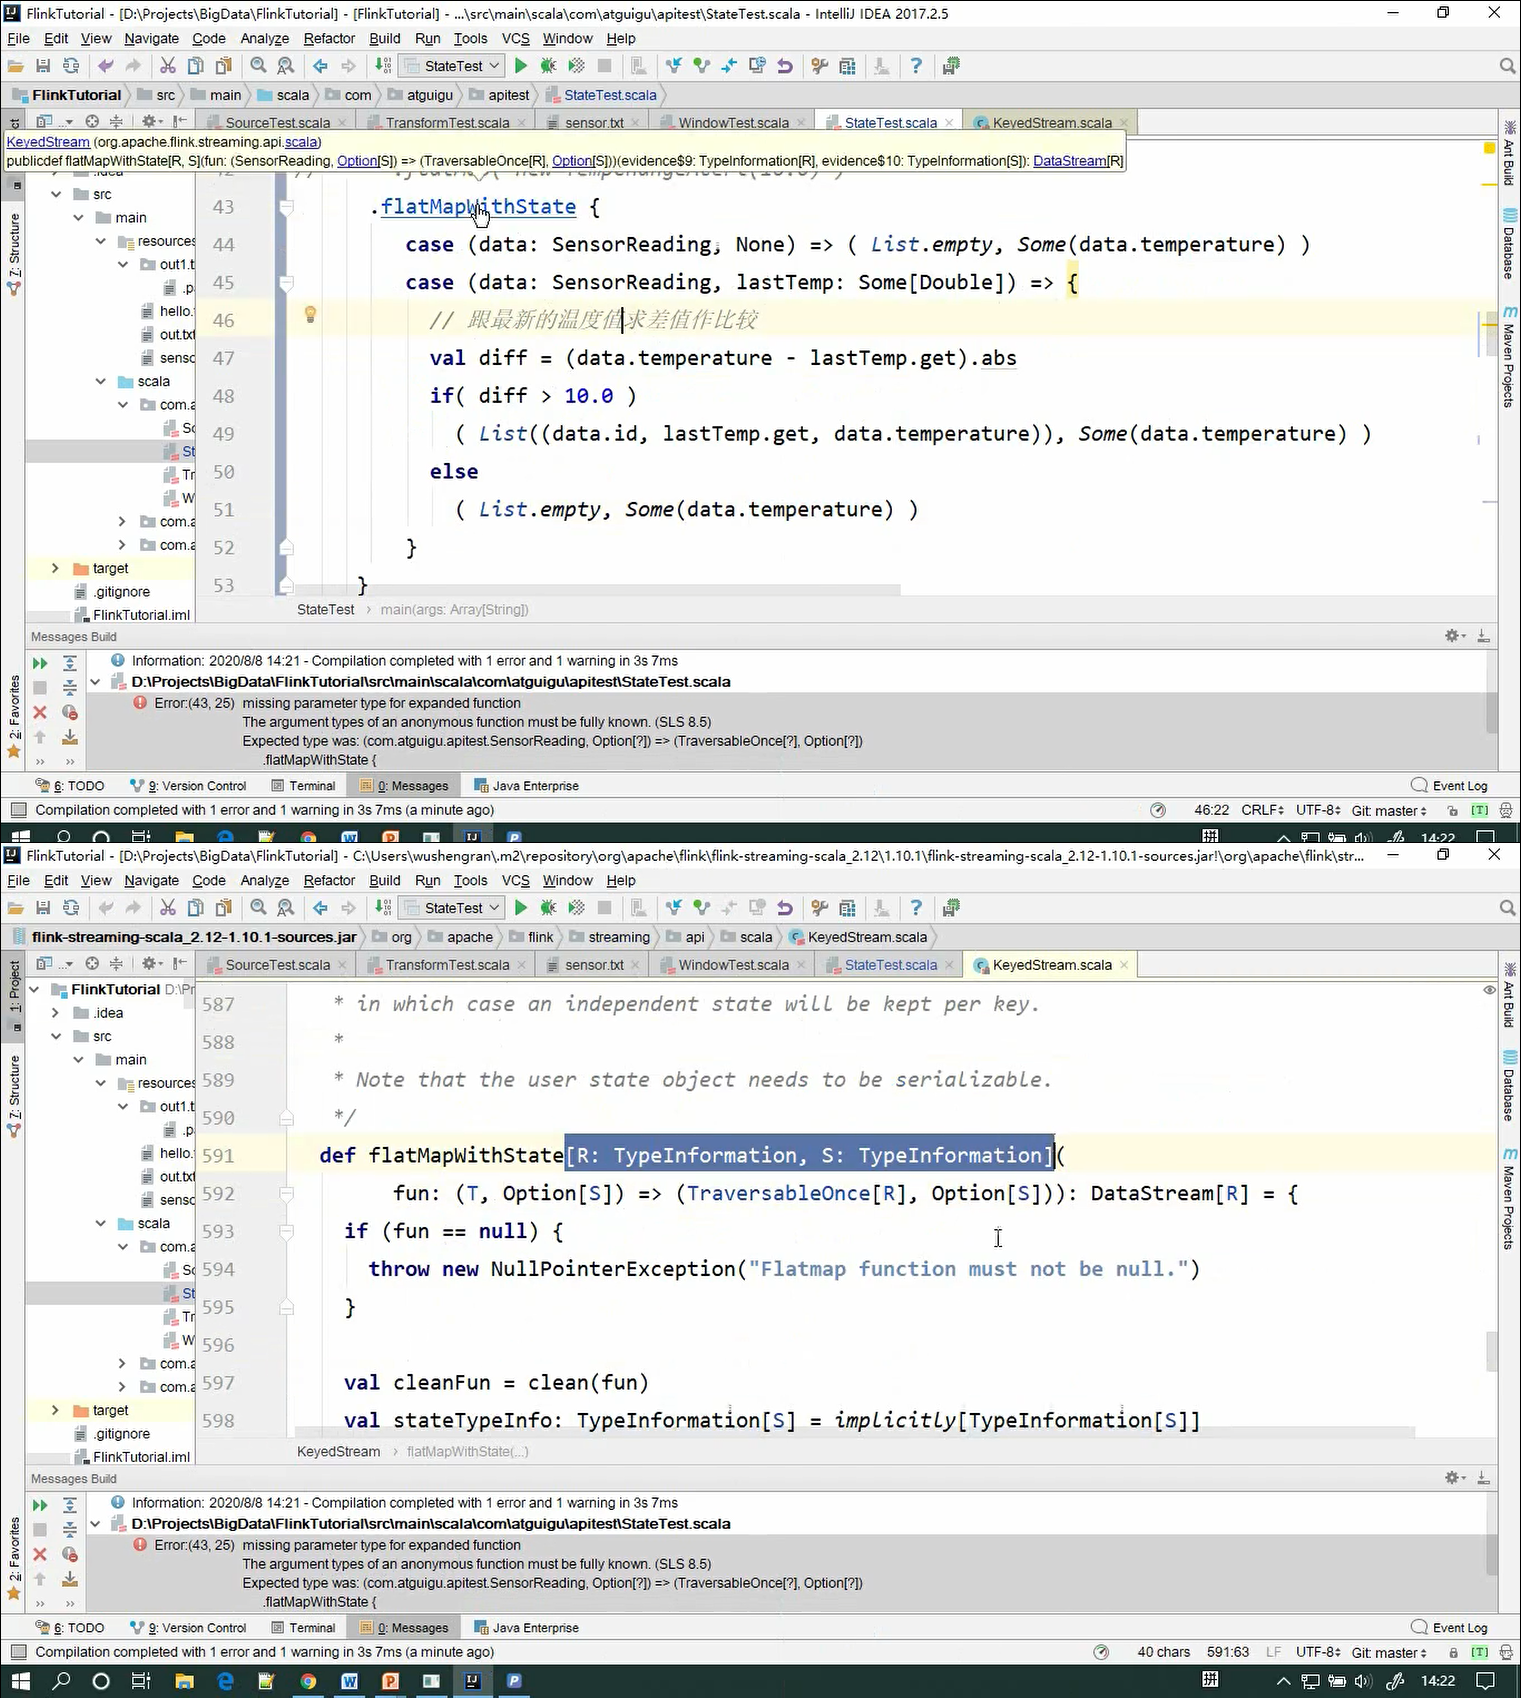 FlinkTutorial - [D:\Projects\BigData\FlinkTutorial] - [FlinkTutorial] - ...\src\main\scala\com\atguigu\apitest\StateTest.scala - IntelliJ IDEA 2017.2.5
File Edit View Navigate Code Analyze Refactor Build Run Tools VCS Window Help
StateTest
FlinkTutorial src main scala com atguigu apitest StateTest.scala
SourceTest.scala TransformTest.scala sensor.txt WindowTest.scala StateTest.scala KeyedStream.scala
KeyedStream (org.apache.flink.streaming.api.scala)
publicdef flatMapWithState[R, S](fun: (SensorReading, Option[S]) => (TraversableOnce[R], Option[S]))(evidence$9: TypeInformation[R], evidence$10: TypeInformation[S]): DataStream[R]
43 .flatMapWithState {
44 case (data: SensorReading, None) => ( List.empty, Some(data.temperature) )
45 case (data: SensorReading, lastTemp: Some[Double]) => {
46 // 跟最新的温度值求差值作比较
47 val diff = (data.temperature - lastTemp.get).abs
48 if( diff > 10.0 )
49 ( List((data.id, lastTemp.get, data.temperature)), Some(data.temperature) )
50 else
51 ( List.empty, Some(data.temperature) )
52 }
53 }
src
main
resources
out1.t
.p
hello.
out.txt
senso
scala
com.a
Sc
St
Tr
W
com.a
com.a
target
.gitignore
FlinkTutorial.iml
StateTest main(args: Array[String])
Ant Build
Database
Maven Projects
7: Structure
2: Favorites
Messages Build
Information: 2020/8/8 14:21 - Compilation completed with 1 error and 1 warning in 3s 7ms
D:\Projects\BigData\FlinkTutorial\src\main\scala\com\atguigu\apitest\StateTest.scala
Error:(43, 25) missing parameter type for expanded function
The argument types of an anonymous function must be fully known. (SLS 8.5)
Expected type was: (com.atguigu.apitest.SensorReading, Option[?]) => (TraversableOnce[?], Option[?])
.flatMapWithState {
6: TODO 9: Version Control Terminal 0: Messages Java Enterprise Event Log
Compilation completed with 1 error and 1 warning in 3s 7ms (a minute ago) 46:22 CRLF UTF-8 Git: master [T]
拼 14:22
FlinkTutorial - [D:\Projects\BigData\FlinkTutorial] - C:\Users\wushengran\.m2\repository\org\apache\flink\flink-streaming-scala_2.12\1.10.1\flink-streaming-scala_2.12-1.10.1-sources.jar!\org\apache\flink\str...
File Edit View Navigate Code Analyze Refactor Build Run Tools VCS Window Help
StateTest
flink-streaming-scala_2.12-1.10.1-sources.jar org apache flink streaming api scala KeyedStream.scala
SourceTest.scala TransformTest.scala sensor.txt WindowTest.scala StateTest.scala KeyedStream.scala
587 * in which case an independent state will be kept per key.
588 *
589 * Note that the user state object needs to be serializable.
590 */
591 def flatMapWithState[R: TypeInformation, S: TypeInformation](
592 fun: (T, Option[S]) => (TraversableOnce[R], Option[S])): DataStream[R] = {
593 if (fun == null) {
594 throw new NullPointerException("Flatmap function must not be null.")
595 }
596
597 val cleanFun = clean(fun)
598 val stateTypeInfo: TypeInformation[S] = implicitly[TypeInformation[S]]
FlinkTutorial D:\Pr
.idea
src
main
resources
out1.t
.p
hello.
out.txt
senso
scala
com.a
Sc
St
Tr
W
com.a
com.a
target
.gitignore
FlinkTutorial.iml
KeyedStream flatMapWithState(...)
Ant Build
Database
Maven Projects
1: Project
7: Structure
2: Favorites
Messages Build
Information: 2020/8/8 14:21 - Compilation completed with 1 error and 1 warning in 3s 7ms
D:\Projects\BigData\FlinkTutorial\src\main\scala\com\atguigu\apitest\StateTest.scala
Error:(43, 25) missing parameter type for expanded function
The argument types of an anonymous function must be fully known. (SLS 8.5)
Expected type was: (com.atguigu.apitest.SensorReading, Option[?]) => (TraversableOnce[?], Option[?])
.flatMapWithState {
6: TODO 9: Version Control Terminal 0: Messages Java Enterprise Event Log
Compilation completed with 1 error and 1 warning in 3s 7ms (a minute ago) 40 chars 591:63 LF UTF-8 Git: master [T]
拼 14:22